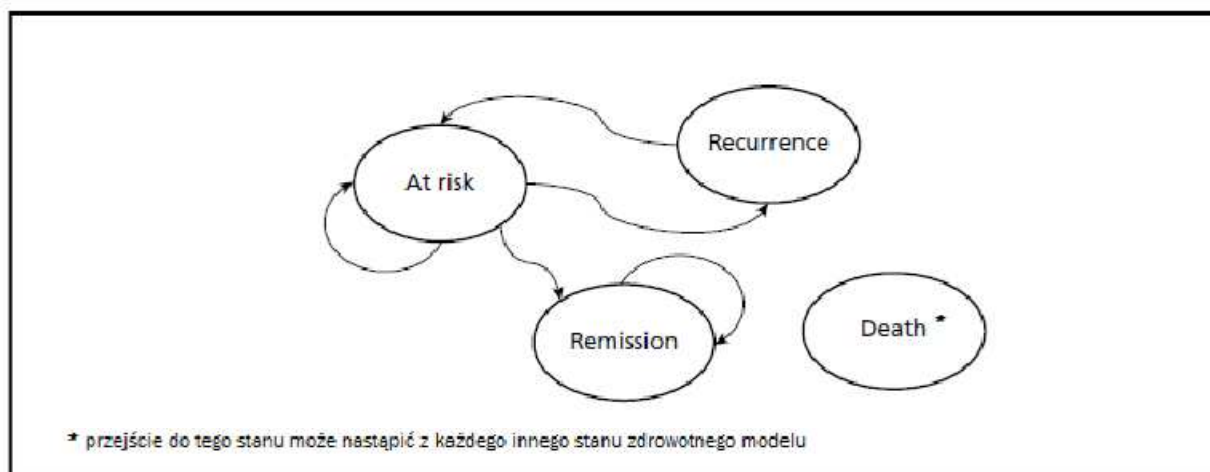 Recurrence
At risk
Remission
Death *
* przejście do tego stanu może nastąpić z każdego innego stanu zdrowotnego modelu